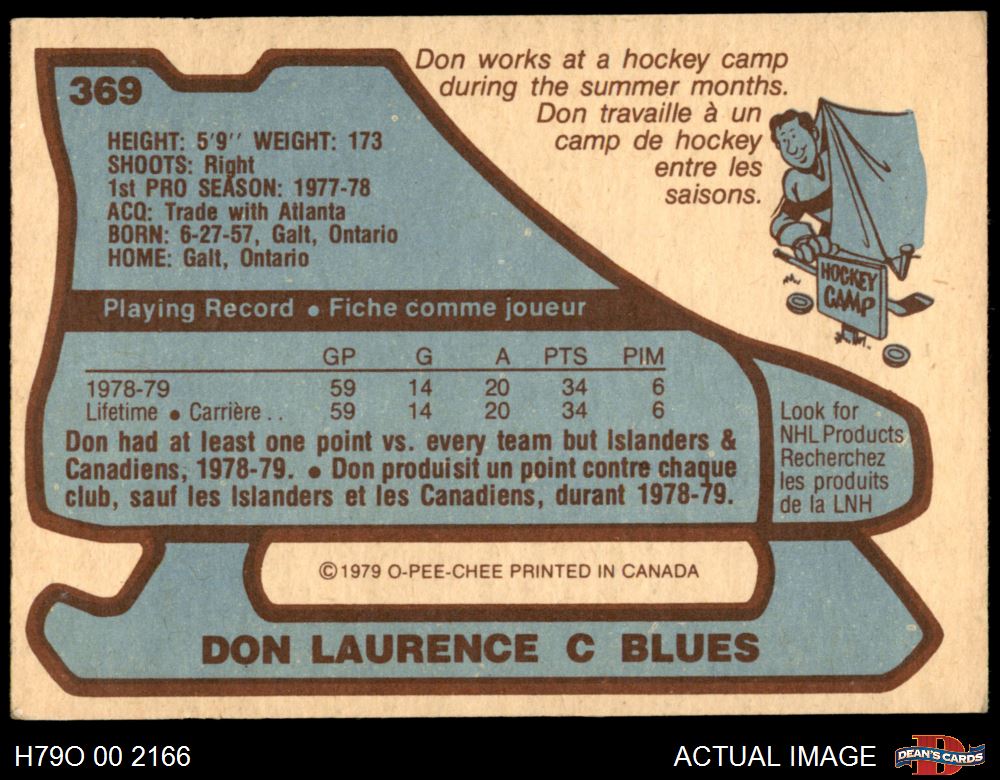 369
Don works at a hockey camp
during the summer months.
Don travaille à un
camp de hockey
entre les
saisons.
HOCKEY
CAMP
HEIGHT: 5'9'' WEIGHT: 173
SHOOTS: Right
1st PRO SEASON: 1977-78
ACQ: Trade with Atlanta
BORN: 6-27-57, Galt, Ontario
HOME: Galt, Ontario
Playing Record ● Fiche comme joueur
GP G A PTS PIM
1978-79 59 14 20 34 6
Lifetime ● Carrière . . 59 14 20 34 6
Don had at least one point vs. every team but Islanders &
Canadiens, 1978-79. ● Don produisit un point contre chaque
club, sauf les Islanders et les Canadiens, durant 1978-79.
Look for
NHL Products
Recherchez
les produits
de la LNH
©1979 O-PEE-CHEE PRINTED IN CANADA
DON LAURENCE C BLUES
H79O 00 2166
ACTUAL IMAGE
D
DEAN'S CARDS